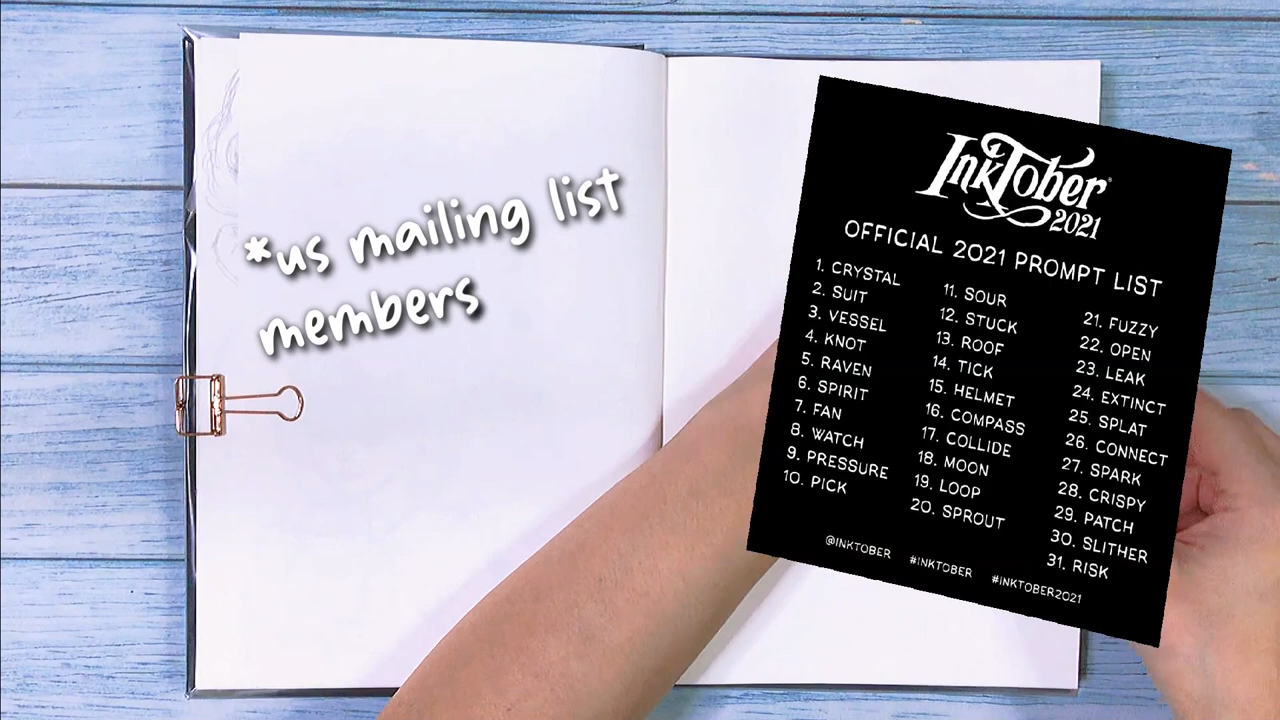 *us mailing list
members
InkTober
2021
OFFICIAL 2021 PROMPT LIST
1. CRYSTAL
2. SUIT
3. VESSEL
4. KNOT
5. RAVEN
6. SPIRIT
7. FAN
8. WATCH
9. PRESSURE
10. PICK
11. SOUR
12. STUCK
13. ROOF
14. TICK
15. HELMET
16. COMPASS
17. COLLIDE
18. MOON
19. LOOP
20. SPROUT
21. FUZZY
22. OPEN
23. LEAK
24. EXTINCT
25. SPLAT
26. CONNECT
27. SPARK
28. CRISPY
29. PATCH
30. SLITHER
31. RISK
@INKTOBER #INKTOBER #INKTOBER2021